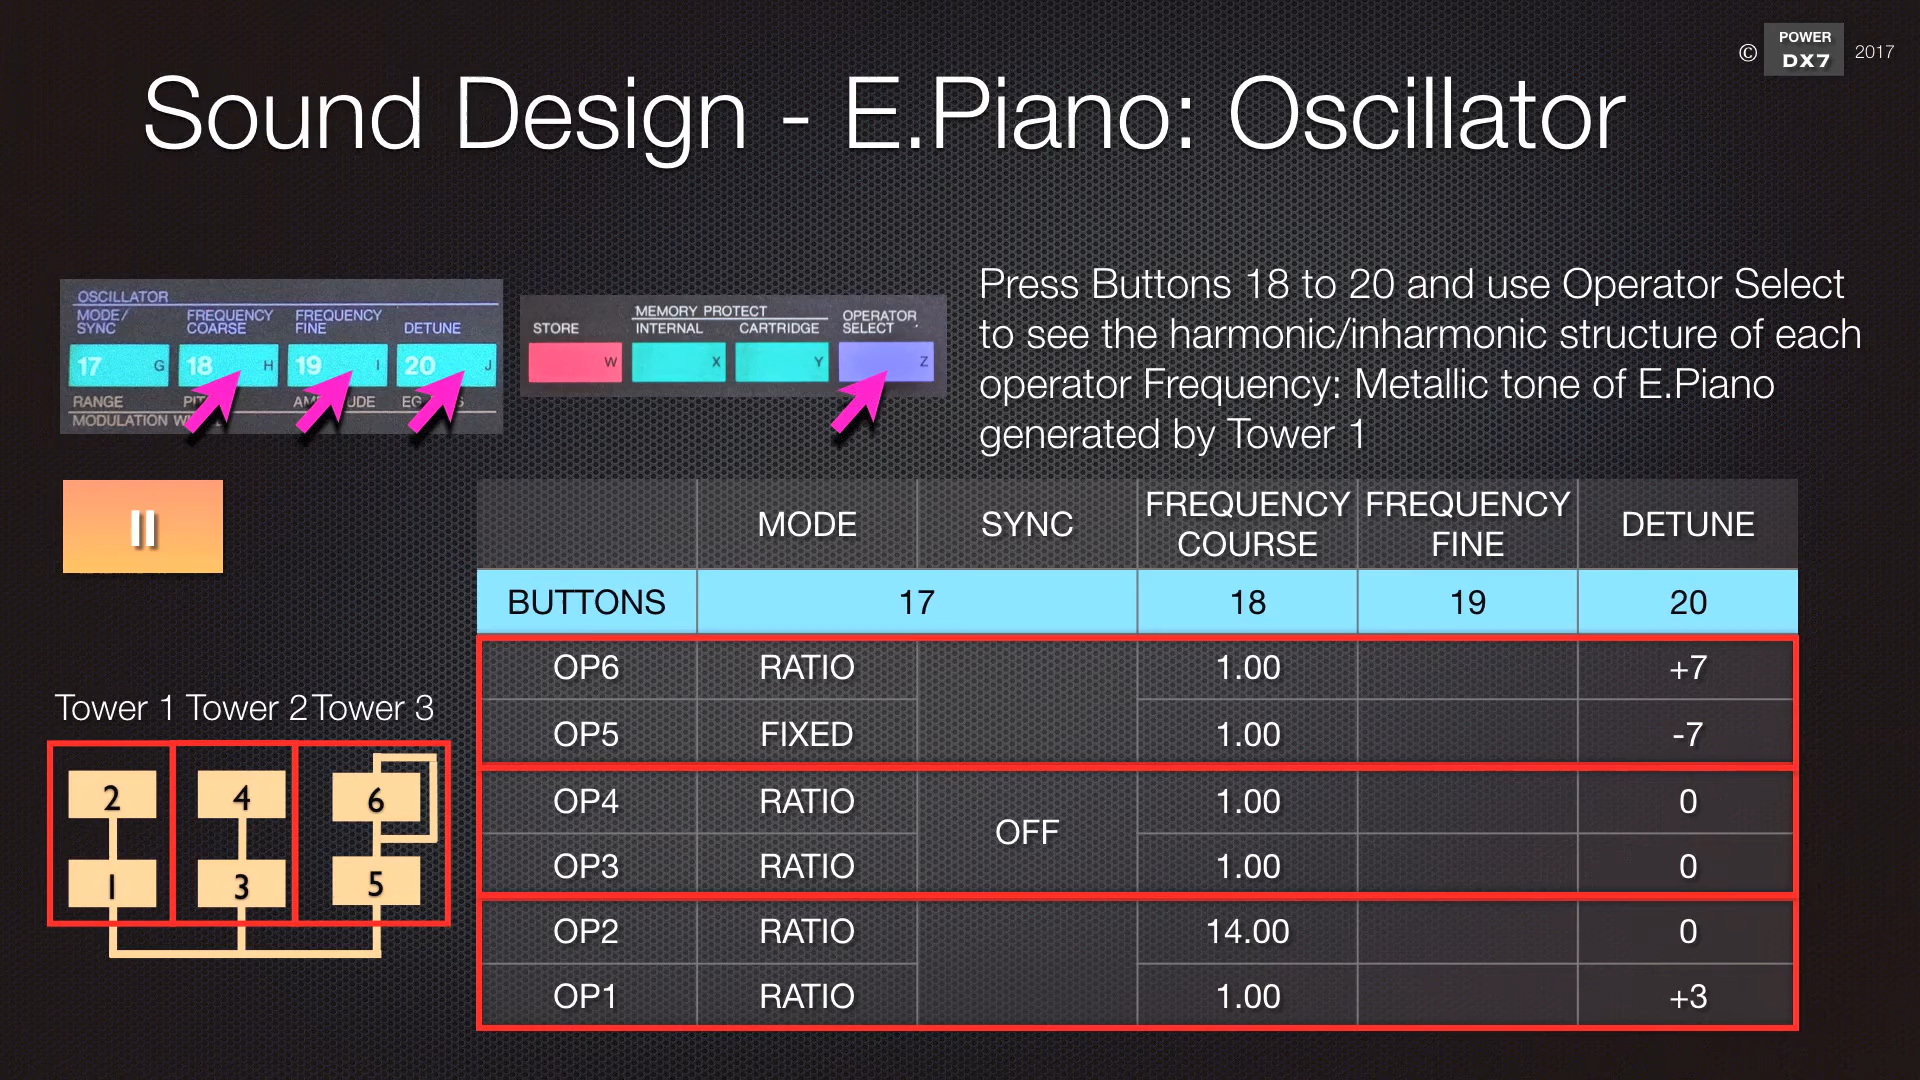 © POWER DX7 2017
Sound Design - E.Piano: Oscillator
OSCILLATOR
MODE/ SYNC FREQUENCY COARSE FREQUENCY FINE DETUNE
17 G 18 H 19 I 20 J
RANGE
MODULATION
MEMORY PROTECT
STORE INTERNAL CARTRIDGE OPERATOR SELECT
W X Y Z
Press Buttons 18 to 20 and use Operator Select
to see the harmonic/inharmonic structure of each
operator Frequency: Metallic tone of E.Piano
generated by Tower 1
MODE SYNC FREQUENCY COURSE FREQUENCY FINE DETUNE
BUTTONS 17 18 19 20
OP6 RATIO 1.00 +7
OP5 FIXED 1.00 -7
OP4 RATIO 1.00 0
OFF
OP3 RATIO 1.00 0
OP2 RATIO 14.00 0
OP1 RATIO 1.00 +3
Tower 1 Tower 2 Tower 3
2 4 6
1 3 5